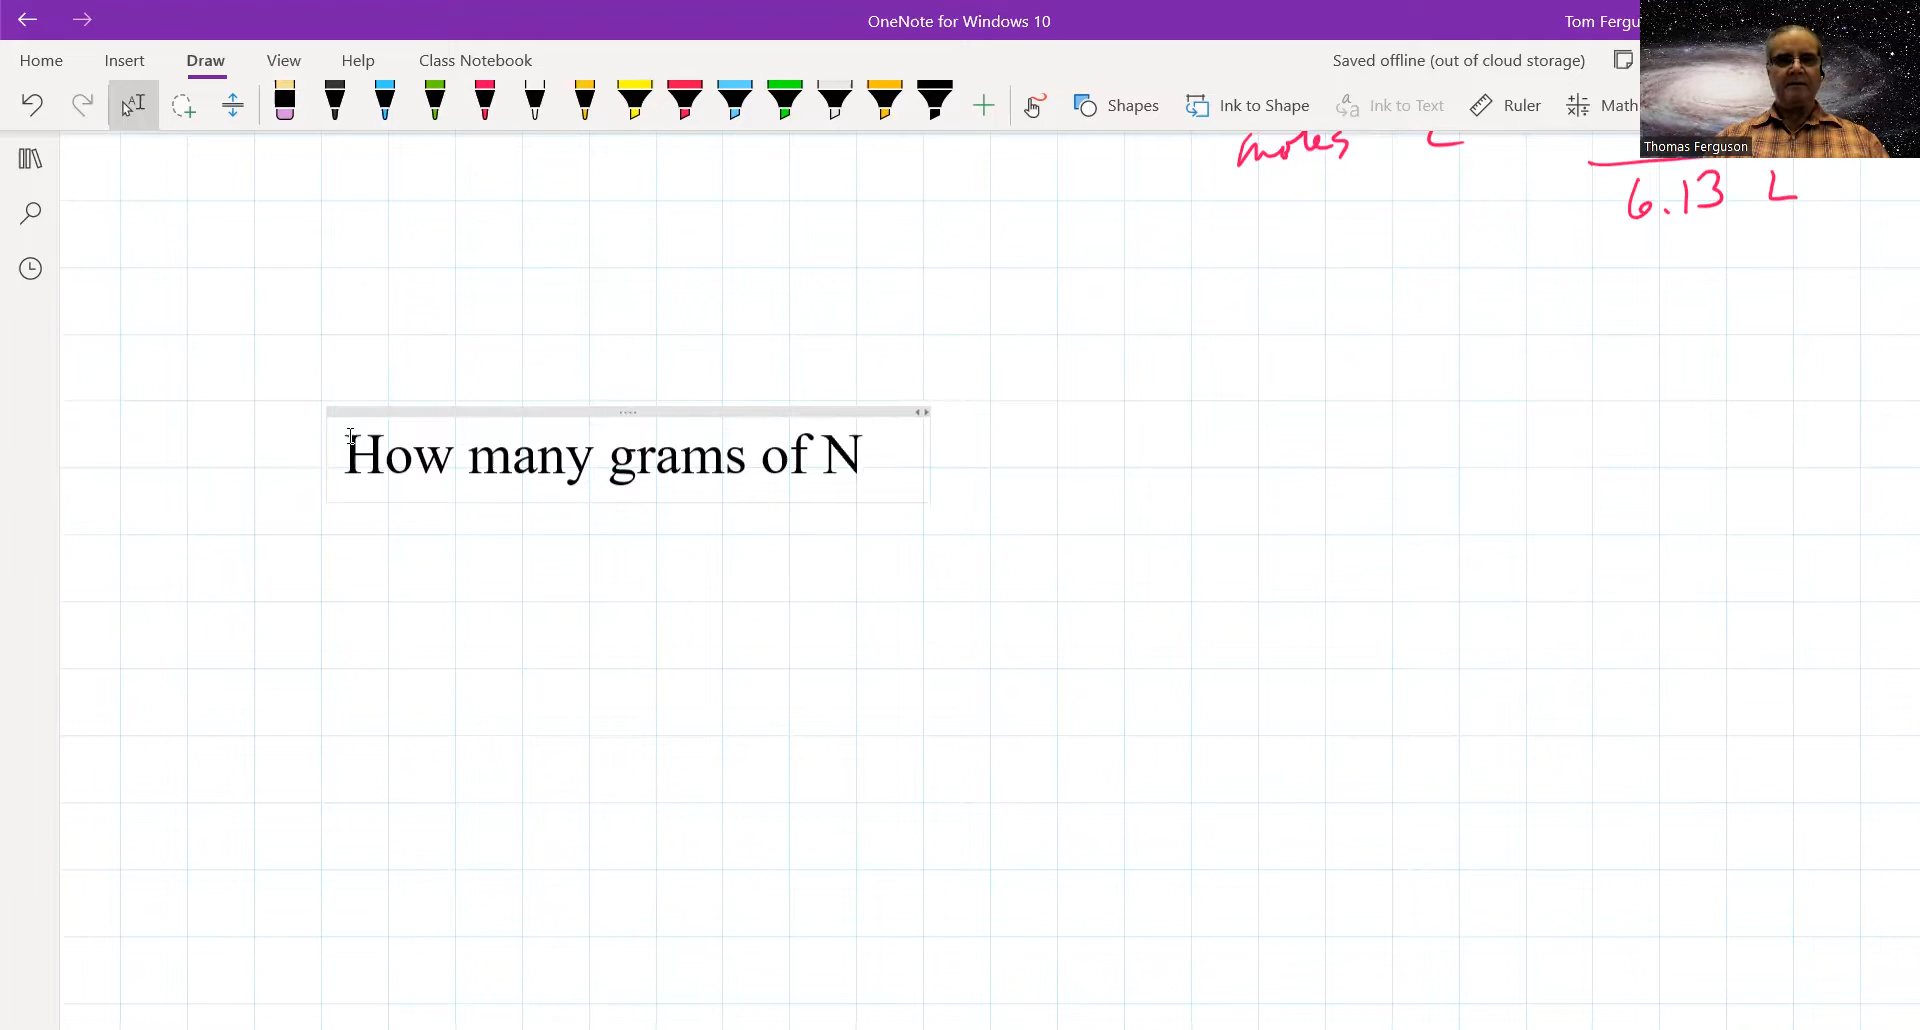 OneNote for Windows 10
Tom Fergu
Home
Insert
Draw
View
Help
Class Notebook
Saved offline (out of cloud storage)
Shapes
Ink to Shape
Ink to Text
Ruler
Math
Thomas Ferguson
moles L
6.13 L
How many grams of N